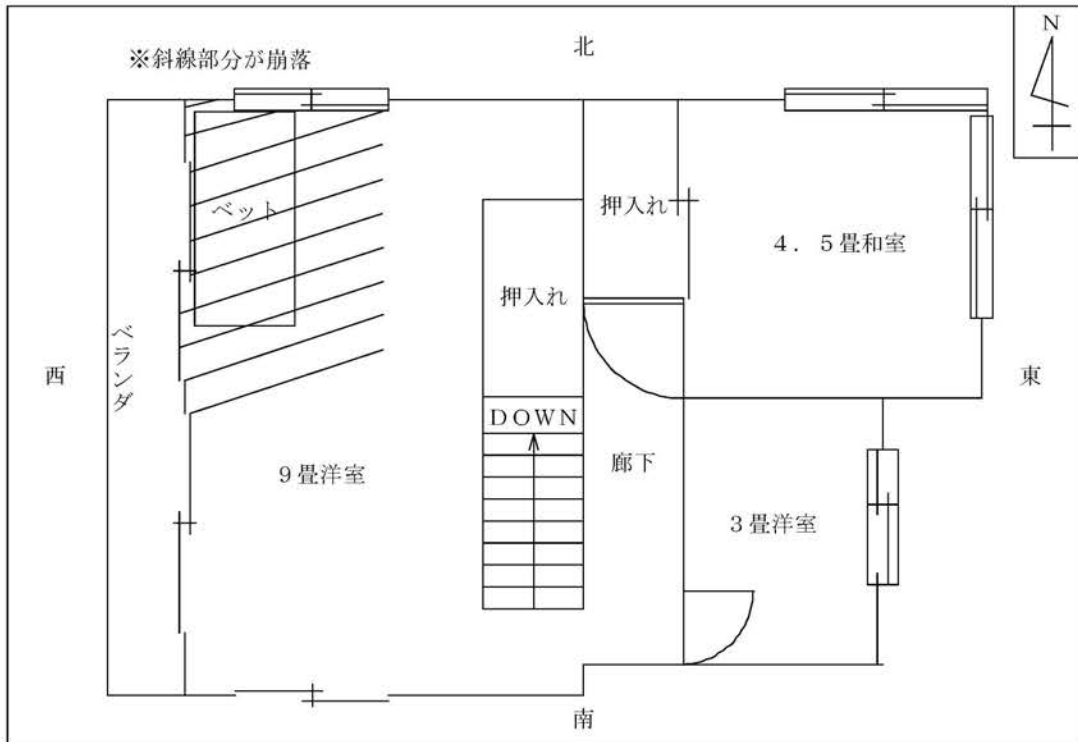 ※斜線部分が崩落
北
N
ベット
押入れ
4．5畳和室
押入れ
ベランダ
西
東
DOWN
廊下
9畳洋室
3畳洋室
南